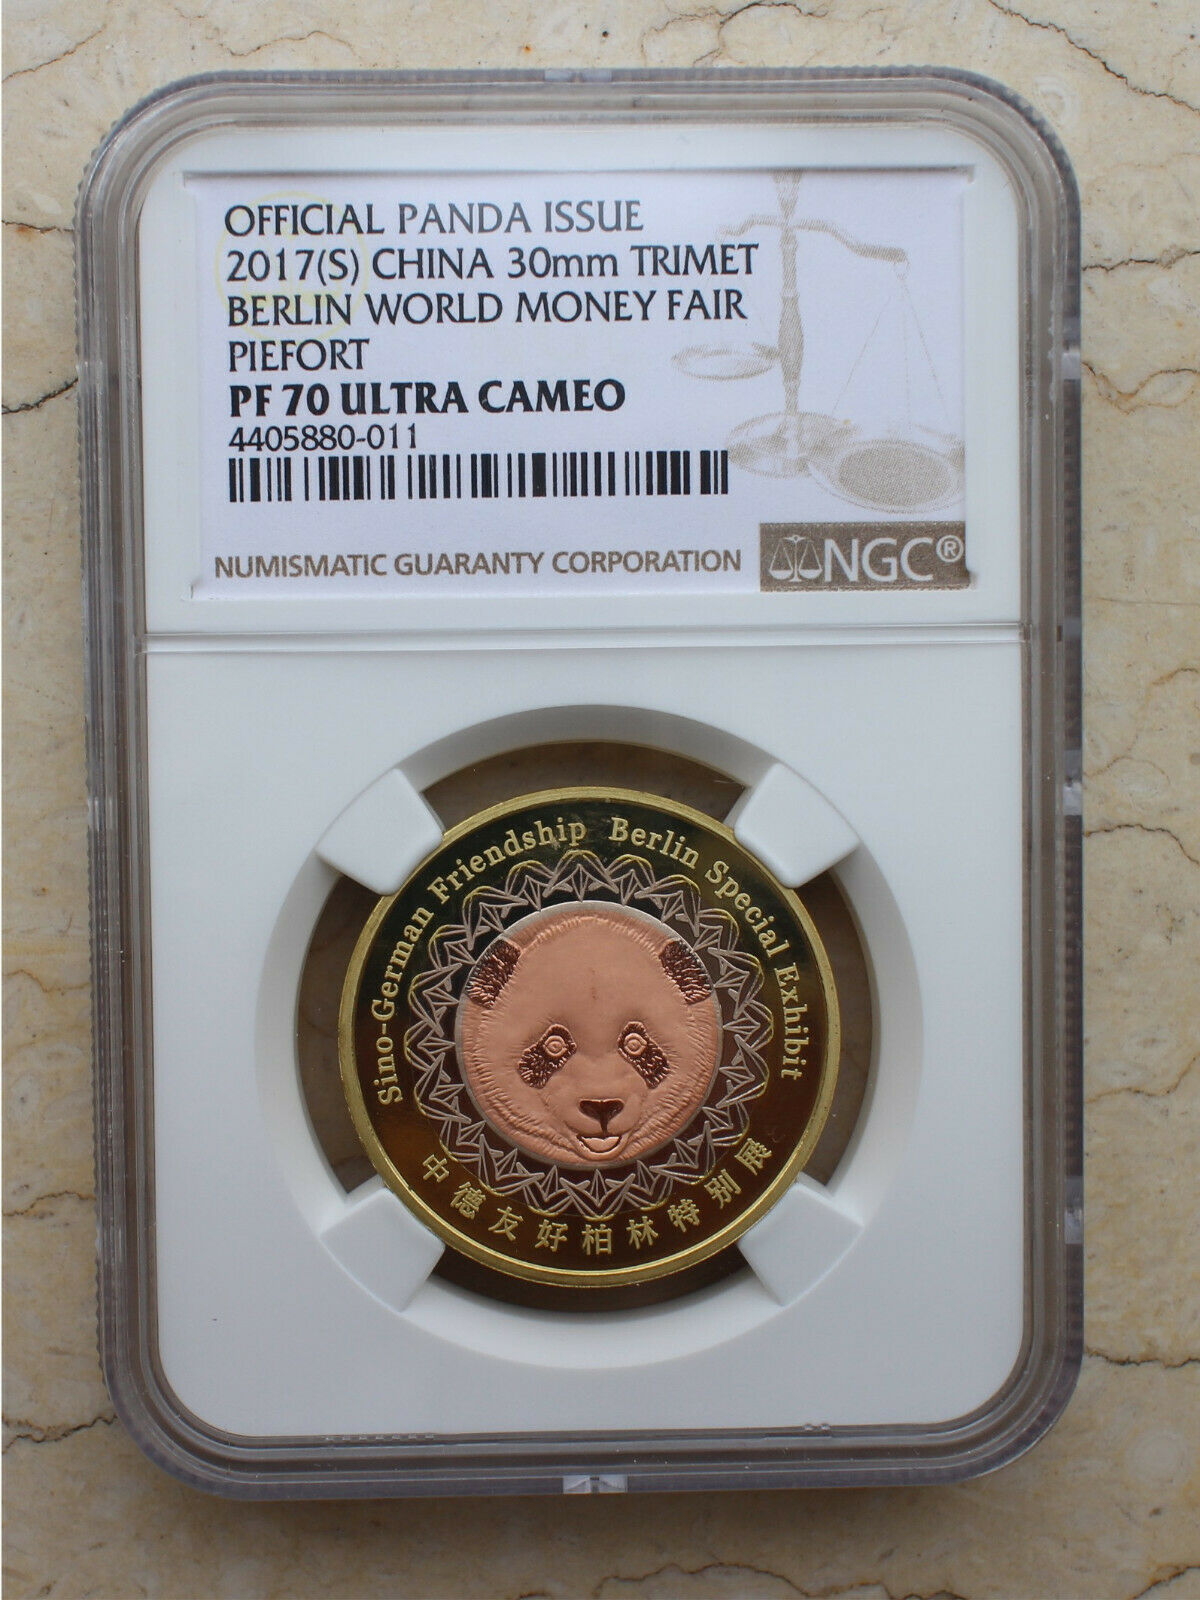 OFFICIAL PANDA ISSUE
2017(S) CHINA 30mm TRIMET
BERLIN WORLD MONEY FAIR
PIEFORT
PF 70 ULTRA CAMEO
4405880-011
NUMISMATIC GUARANTY CORPORATION
NGC®
Sino-German Friendship Berlin Special Exhibit
中德友好柏林特别展